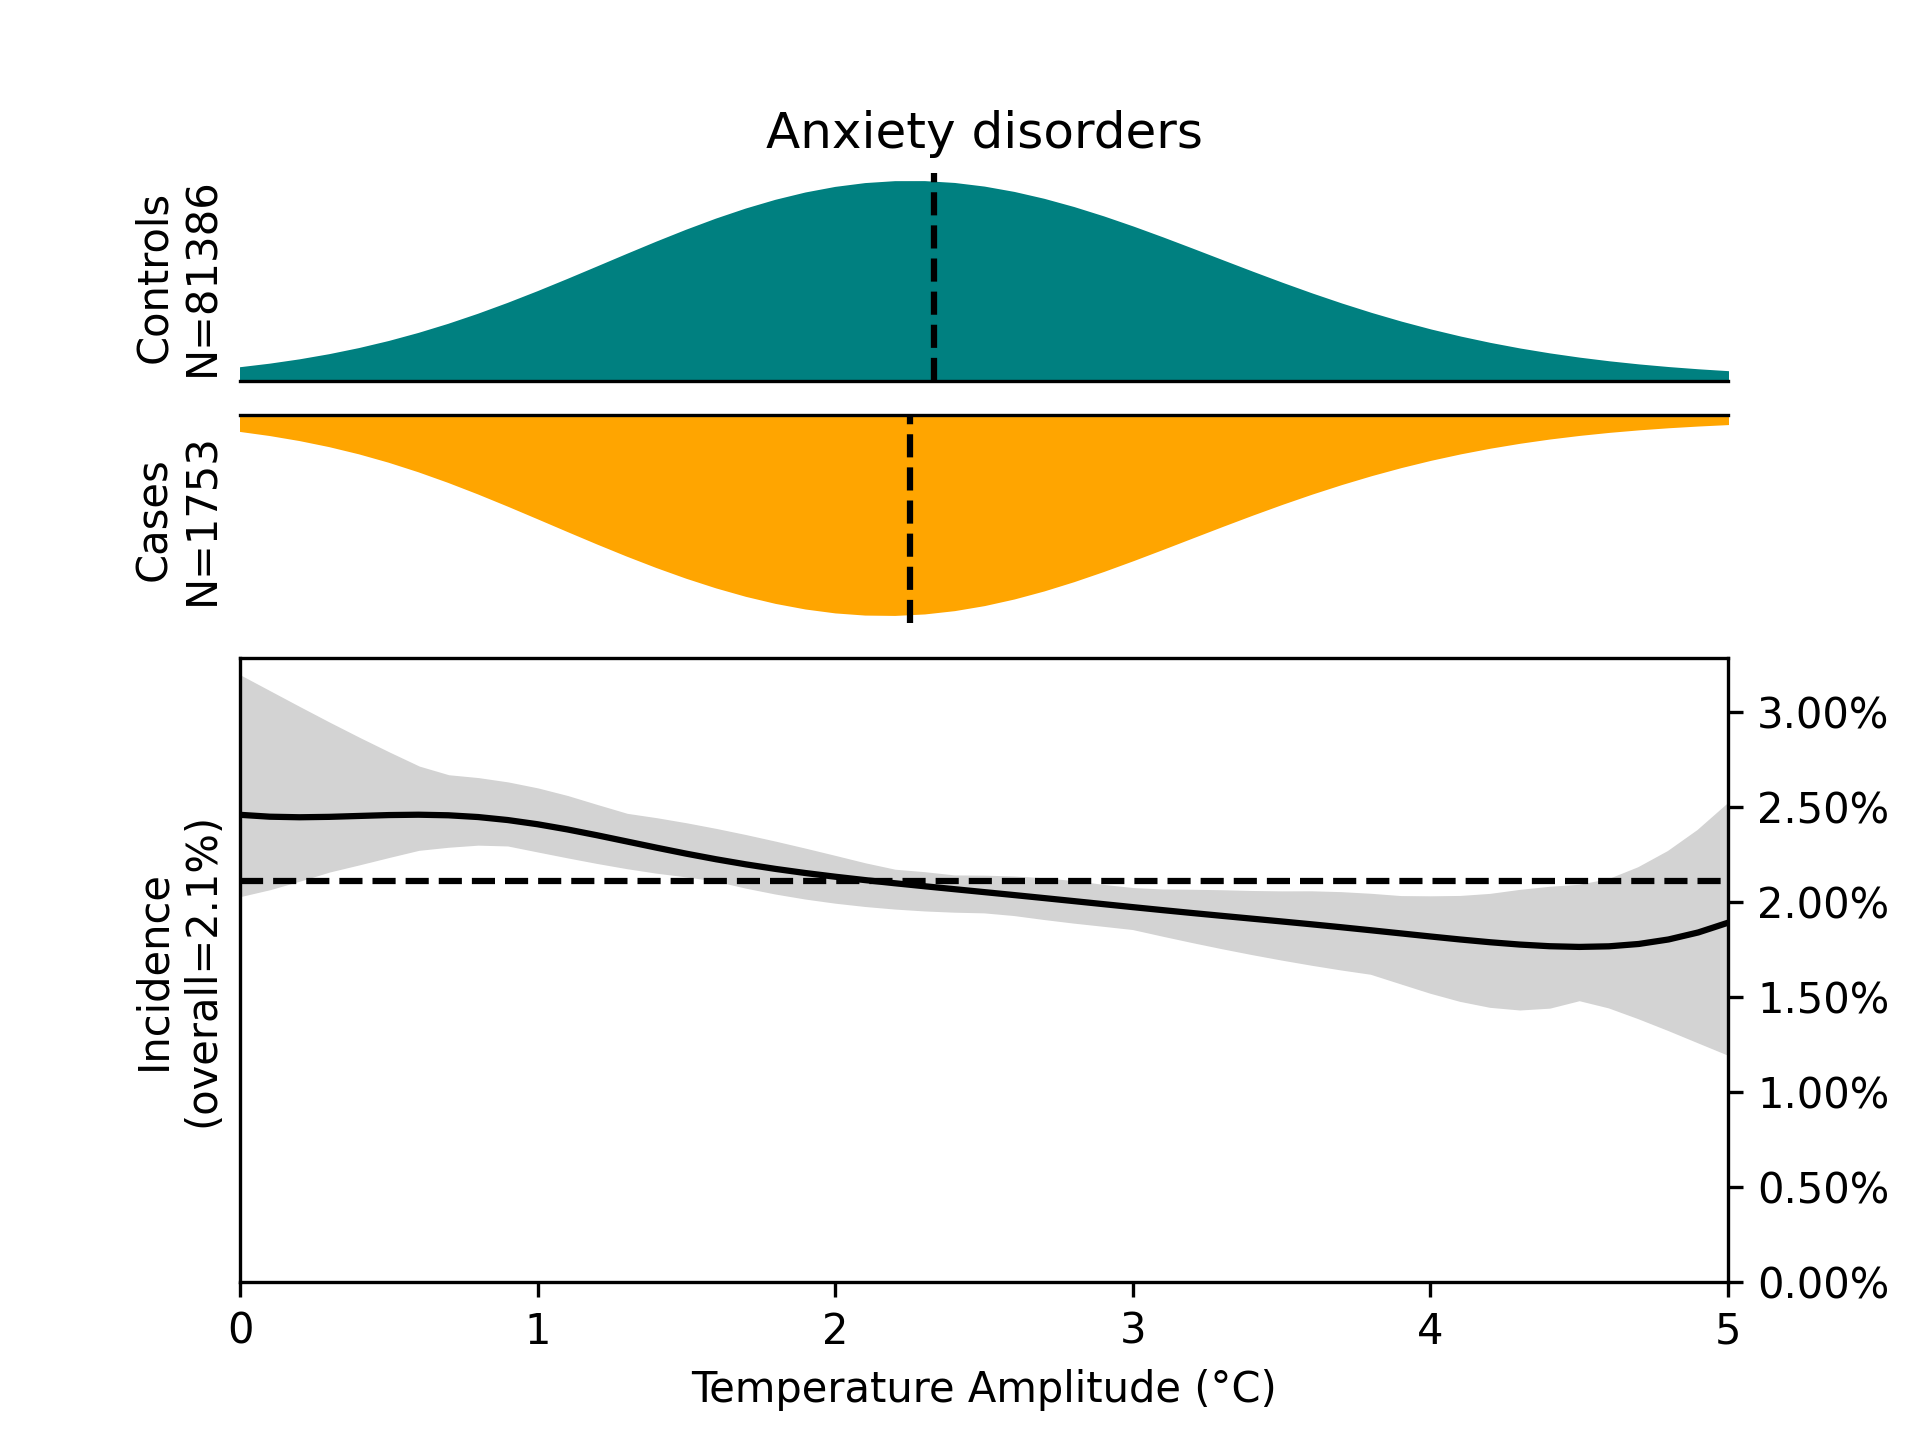 Anxiety disorders
Controls
N=81386
Cases
N=1753
Incidence
(overall=2.1%)
3.00%
2.50%
2.00%
1.50%
1.00%
0.50%
0.00%
0 1 2 3 4 5
Temperature Amplitude (°C)